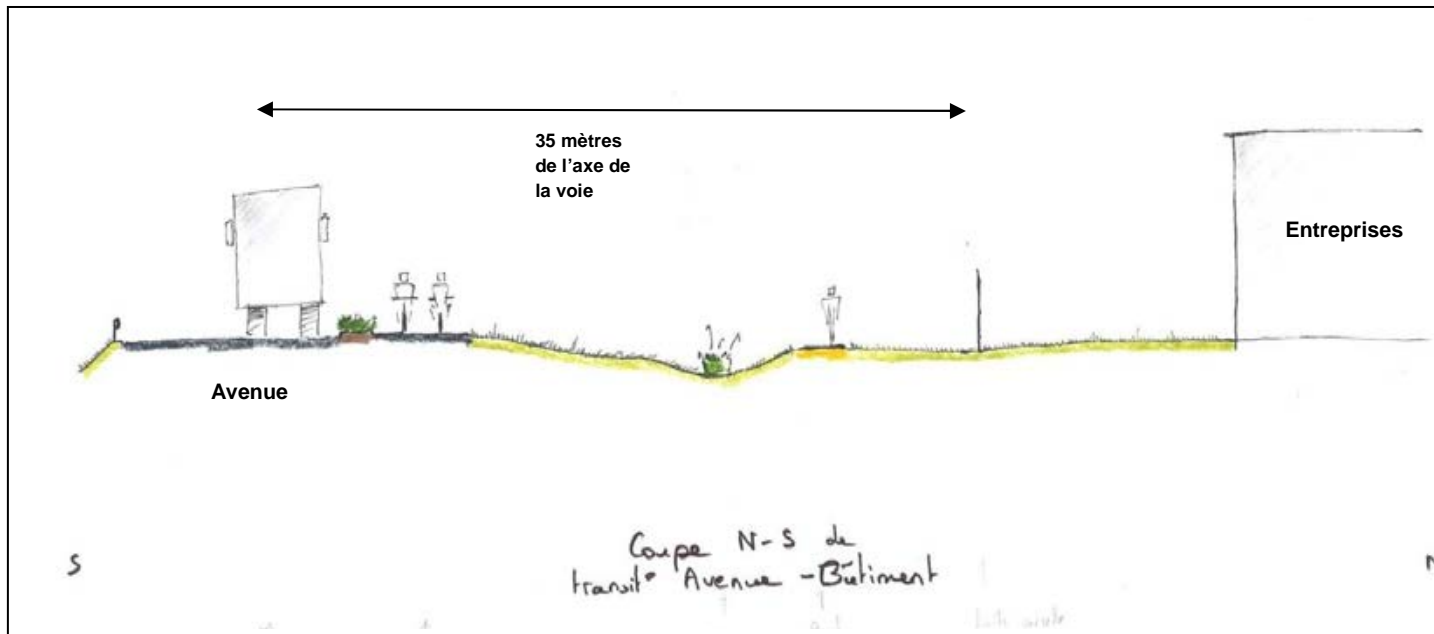 35 mètres
de l'axe de
la voie
Entreprises
Avenue
S
Coupe N-S de
transit° Avenue - Bâtiment